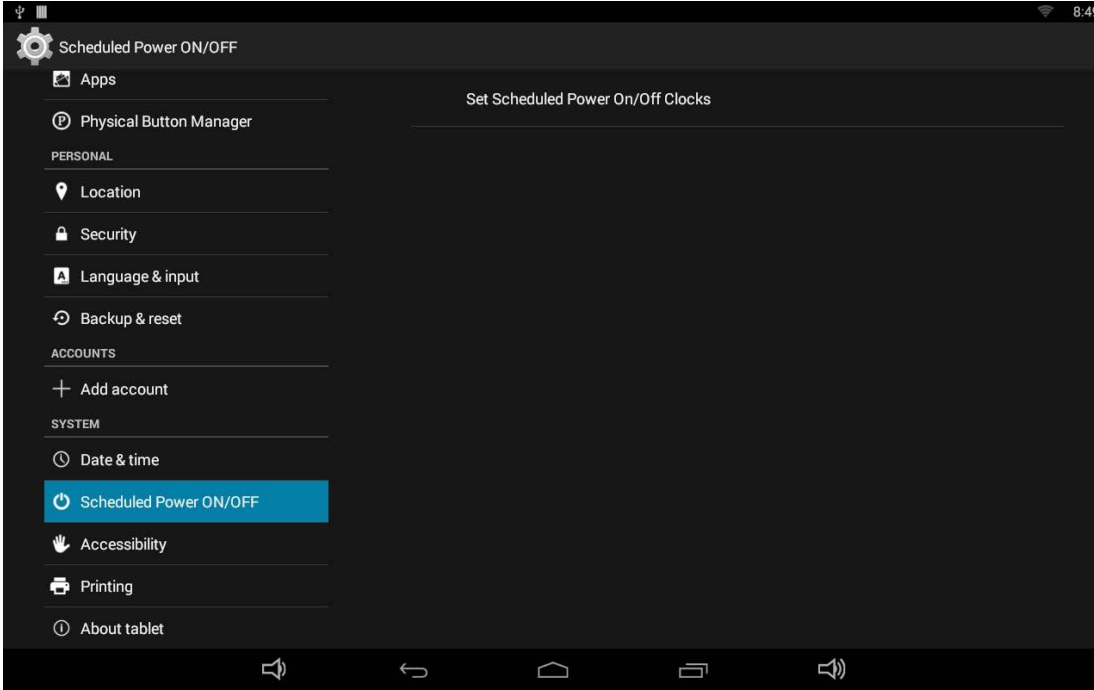 8:49
Scheduled Power ON/OFF
Apps
Physical Button Manager
PERSONAL
Location
Security
Language & input
Backup & reset
ACCOUNTS
Add account
SYSTEM
Date & time
Scheduled Power ON/OFF
Accessibility
Printing
About tablet
Set Scheduled Power On/Off Clocks